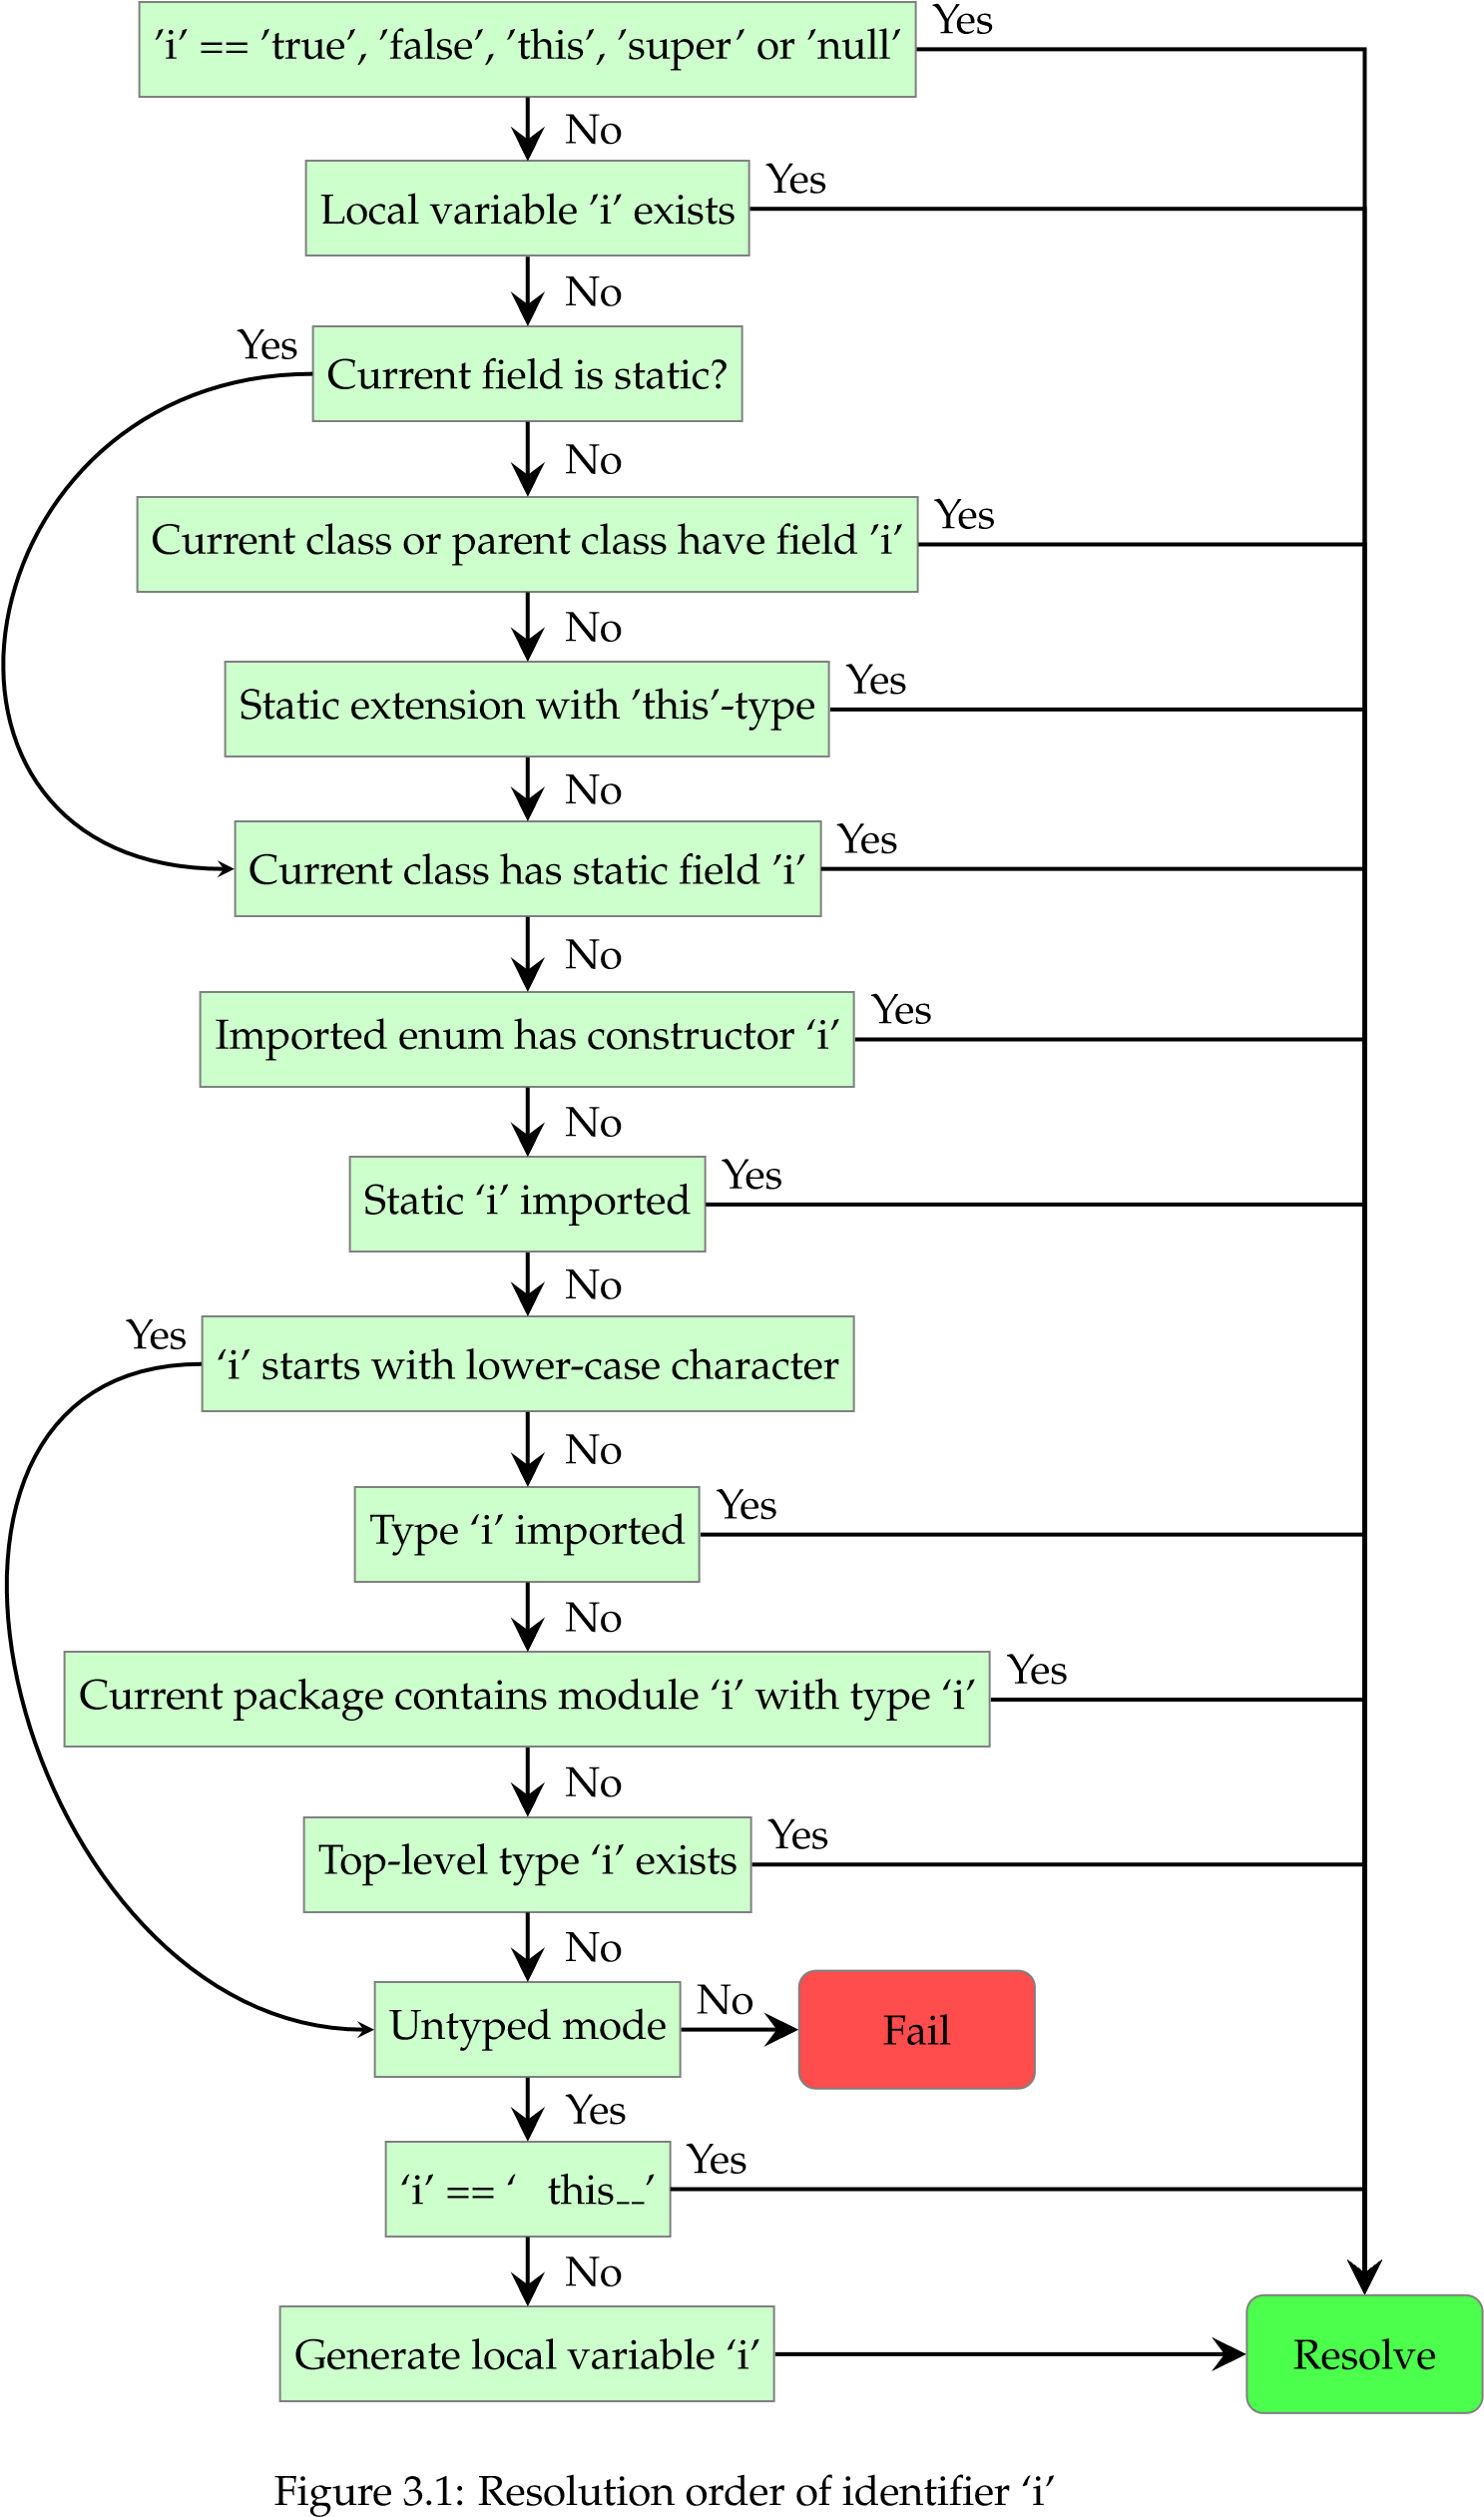 'i' == 'true', 'false', 'this', 'super' or 'null'
Yes
No
Local variable 'i' exists
Yes
No
Yes
Current field is static?
No
Current class or parent class have field 'i'
Yes
No
Static extension with 'this'-type
Yes
No
Current class has static field 'i'
Yes
No
Imported enum has constructor ‘i’
Yes
No
Static ‘i’ imported
Yes
No
Yes
‘i’ starts with lower-case character
No
Type ‘i’ imported
Yes
No
Current package contains module ‘i’ with type ‘i’
Yes
No
Top-level type ‘i’ exists
Yes
No
Untyped mode
No
Fail
Yes
‘i’ == ‘ this__’
Yes
No
Generate local variable ‘i’
Resolve
Figure 3.1: Resolution order of identifier ‘i’